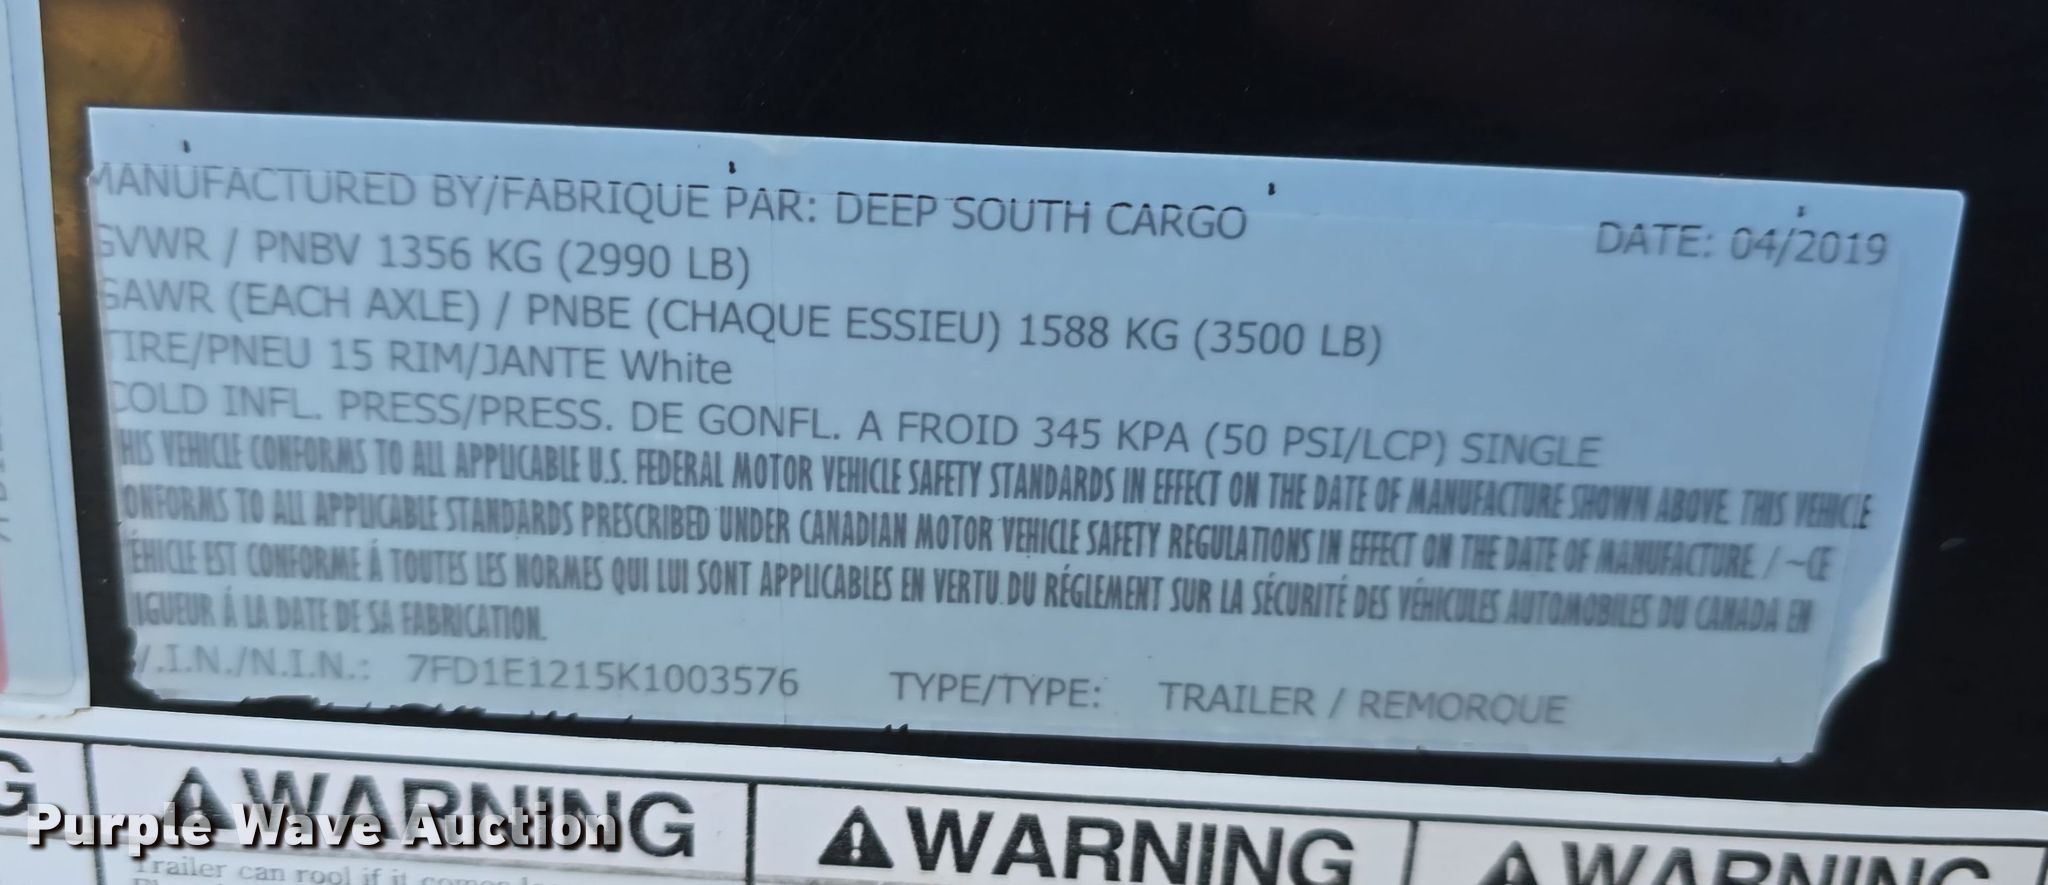 MANUFACTURED BY/FABRIQUE PAR: DEEP SOUTH CARGO DATE: 04/2019
GVWR / PNBV 1356 KG (2990 LB)
GAWR (EACH AXLE) / PNBE (CHAQUE ESSIEU) 1588 KG (3500 LB)
TIRE/PNEU 15 RIM/JANTE White
COLD INFL. PRESS/PRESS. DE GONFL. A FROID 345 KPA (50 PSI/LCP) SINGLE
THIS VEHICLE CONFORMS TO ALL APPLICABLE U.S. FEDERAL MOTOR VEHICLE SAFETY STANDARDS IN EFFECT ON THE DATE OF MANUFACTURE SHOWN ABOVE. THIS VEHICLE
CONFORMS TO ALL APPLICABLE STANDARDS PRESCRIBED UNDER CANADIAN MOTOR VEHICLE SAFETY REGULATIONS IN EFFECT ON THE DATE OF MANUFACTURE / ~CE
VÉHICLE EST CONFORME Á TOUTES LES NORMES QUI LUI SONT APPLICABLES EN VERTU DU RÉGLEMENT SUR LA SÉCURITÉ DES VÉHICULES AUTOMOBILES DU CANADA EN
VIGUEUR Á LA DATE DE SA FABRICATION.
V.I.N./N.I.N.: 7FD1E1215K1003576 TYPE/TYPE: TRAILER / REMORQUE
G WARNING WARNING WARNING
Purple Wave Auction
Trailer can rool if it